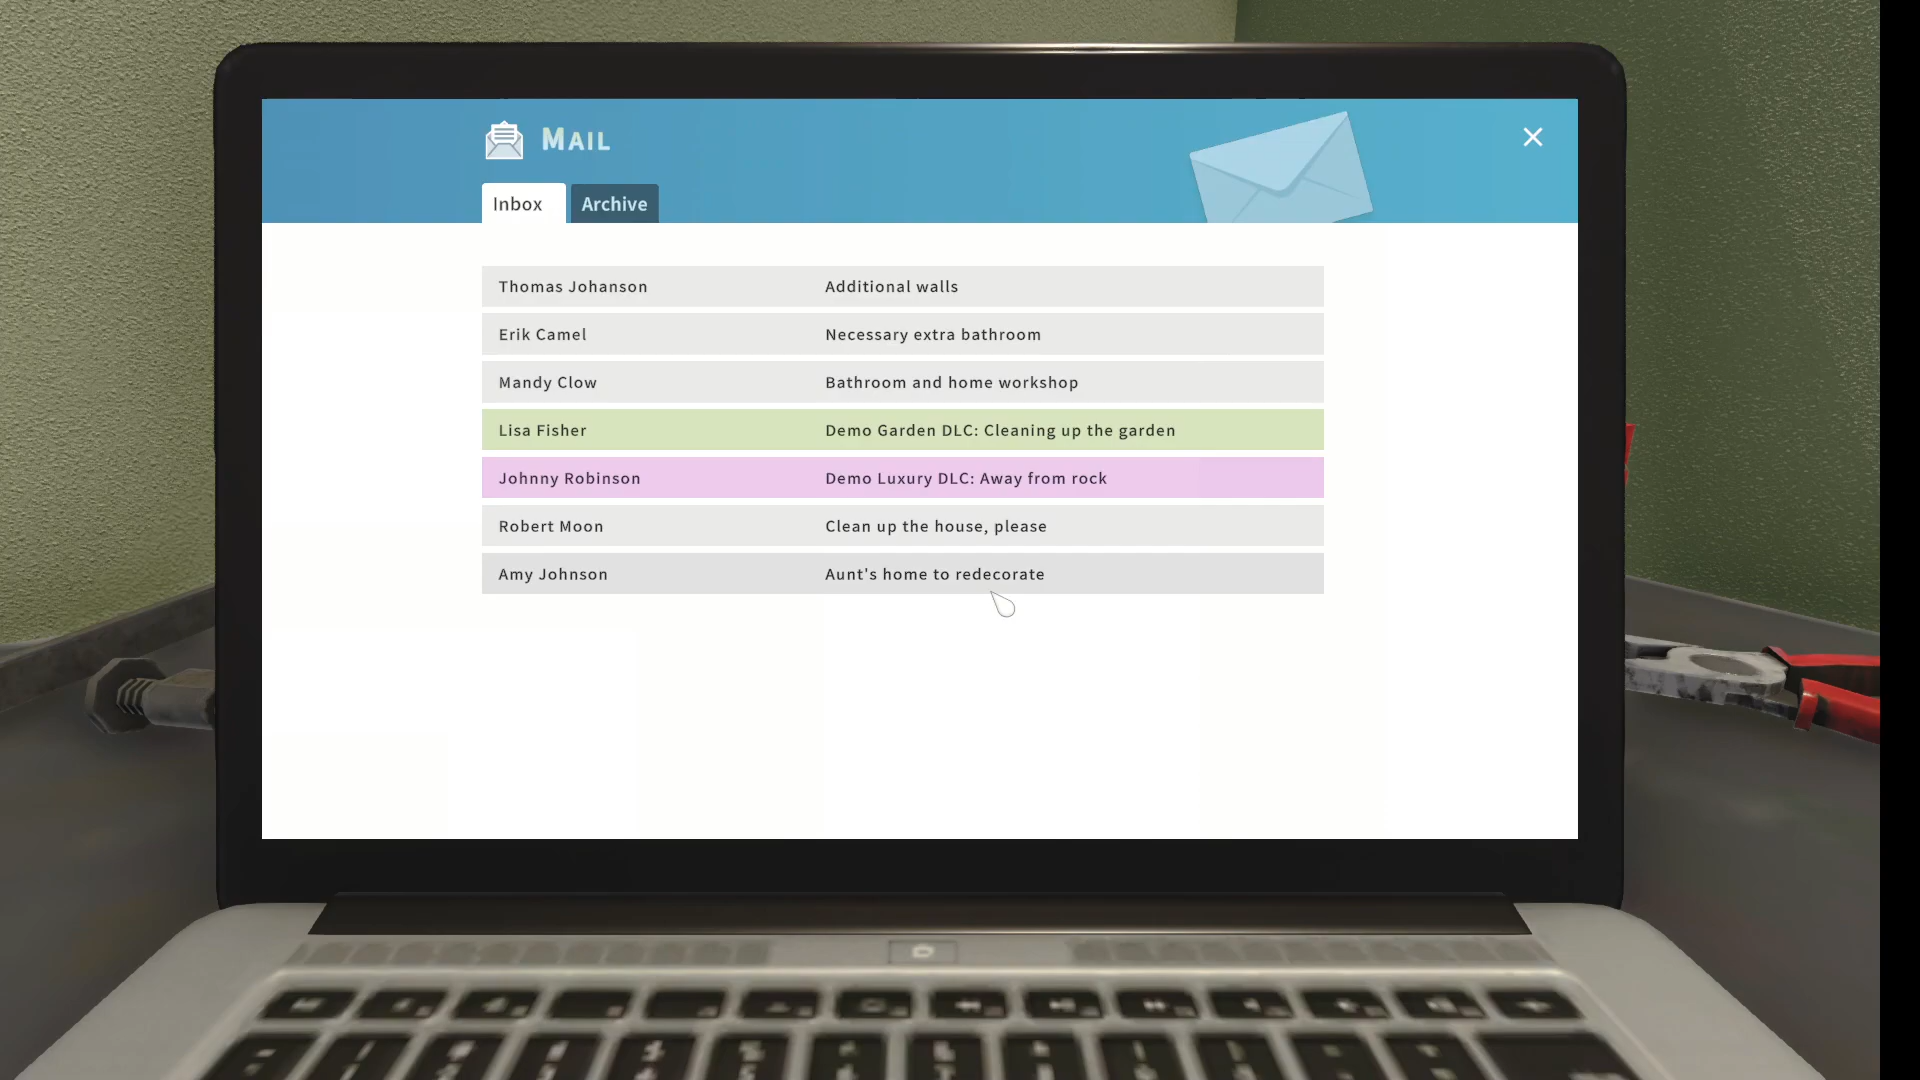 MAIL
Inbox Archive
Thomas Johanson Additional walls
Erik Camel Necessary extra bathroom
Mandy Clow Bathroom and home workshop
Lisa Fisher Demo Garden DLC: Cleaning up the garden
Johnny Robinson Demo Luxury DLC: Away from rock
Robert Moon Clean up the house, please
Amy Johnson Aunt's home to redecorate